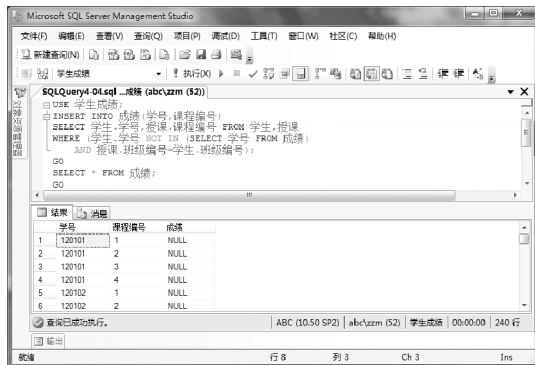 Microsoft SQL Server Management Studio
文件(F) 编辑(E) 查看(V) 查询(Q) 项目(P) 调试(D) 工具(T) 窗口(W) 社区(C) 帮助(H)
新建查询(N)
学生成绩 执行(X)
SQLQuery4-04.sql ...成绩 (abc\zzm (52))
USE 学生成绩;
INSERT INTO 成绩(学号,课程编号)
SELECT 学生.学号,授课.课程编号 FROM 学生,授课
WHERE (学生.学号 NOT IN (SELECT 学号 FROM 成绩)
AND 授课.班级编号=学生.班级编号);
GO
SELECT * FROM 成绩;
GO
结果 消息
学号 课程编号 成绩
1 120101 1 NULL
2 120101 2 NULL
3 120101 3 NULL
4 120101 4 NULL
5 120102 1 NULL
6 120102 2 NULL
查询已成功执行。 ABC (10.50 SP2) abc\zzm (52) 学生成绩 00:00:00 240 行
输出
就绪 行 8 列 3 Ch 3 Ins